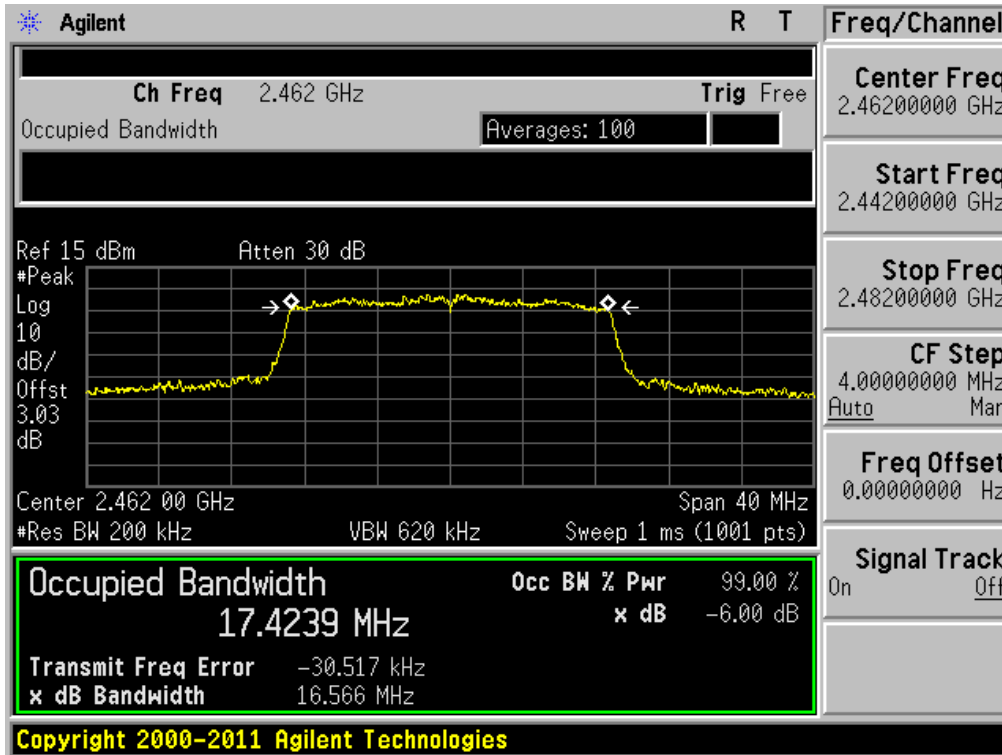 Agilent R T
Ch Freq 2.462 GHz Trig Free
Occupied Bandwidth Averages: 100
Ref 15 dBm Atten 30 dB
#Peak
Log
10
dB/
Offst
3.03
dB
Center 2.462 00 GHz Span 40 MHz
#Res BW 200 kHz VBW 620 kHz Sweep 1 ms (1001 pts)
Occupied Bandwidth
17.4239 MHz
Occ BW % Pwr 99.00 %
x dB -6.00 dB
Transmit Freq Error -30.517 kHz
x dB Bandwidth 16.566 MHz
Copyright 2000-2011 Agilent Technologies
Freq/Channel
Center Freq
2.46200000 GHz
Start Freq
2.44200000 GHz
Stop Freq
2.48200000 GHz
CF Step
4.00000000 MHz
Auto Man
Freq Offset
0.00000000 Hz
Signal Track
On Off